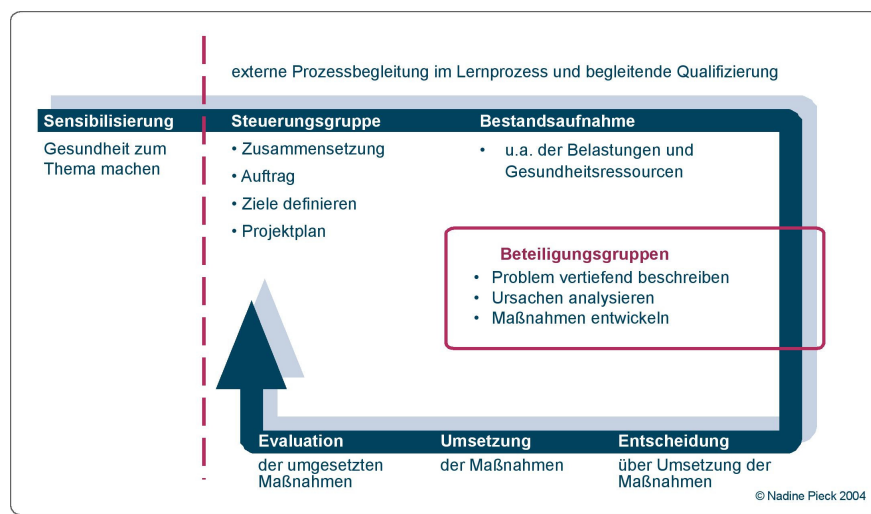 externe Prozessbegleitung im Lernprozess und begleitende Qualifizierung
Sensibilisierung
Gesundheit zum
Thema machen
Steuerungsgruppe
• Zusammensetzung
• Auftrag
• Ziele definieren
• Projektplan
Bestandsaufnahme
• u.a. der Belastungen und
Gesundheitsressourcen
Beteiligungsgruppen
• Problem vertiefend beschreiben
• Ursachen analysieren
• Maßnahmen entwickeln
Evaluation
der umgesetzten
Maßnahmen
Umsetzung
der Maßnahmen
Entscheidung
über Umsetzung der
Maßnahmen
© Nadine Pieck 2004